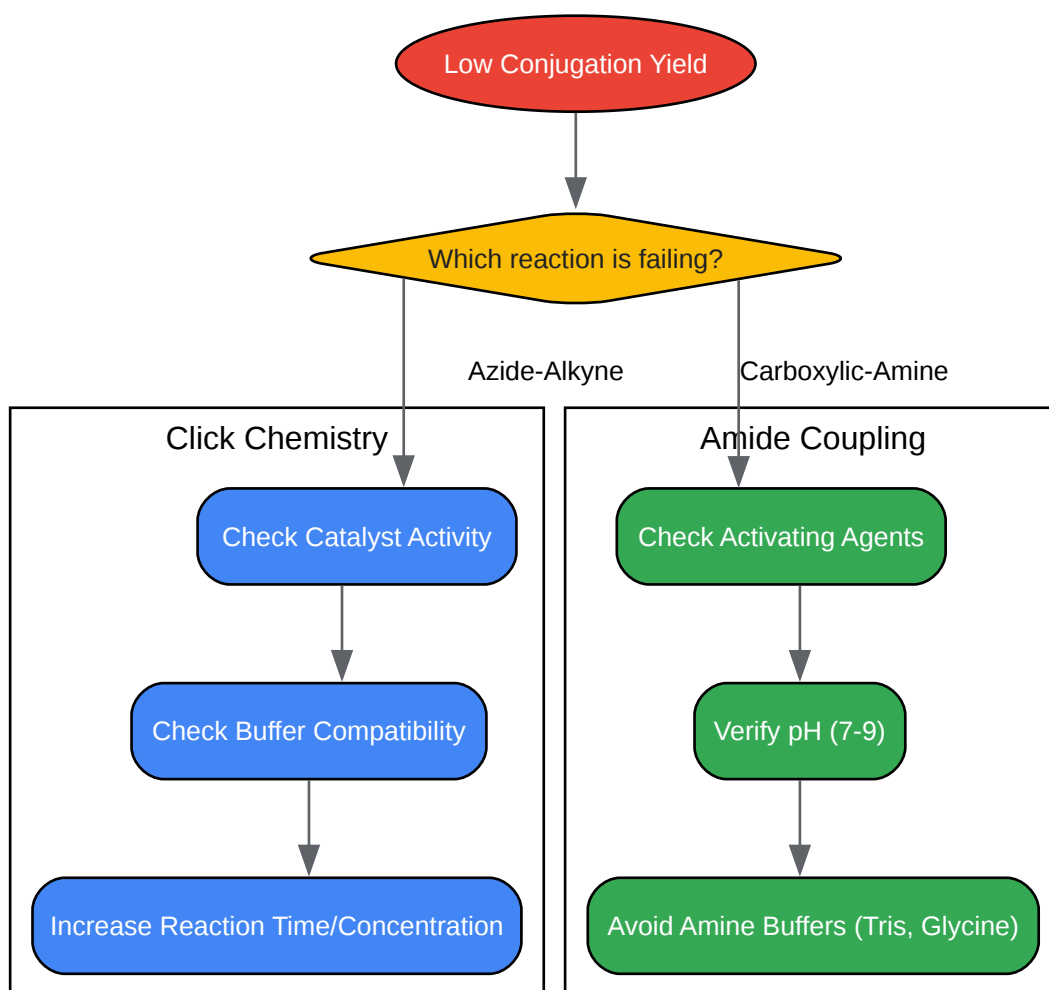 Low Conjugation Yield
Which reaction is failing?
Azide-Alkyne
Carboxylic-Amine
Click Chemistry
Check Catalyst Activity
Check Buffer Compatibility
Increase Reaction Time/Concentration
Amide Coupling
Check Activating Agents
Verify pH (7-9)
Avoid Amine Buffers (Tris, Glycine)